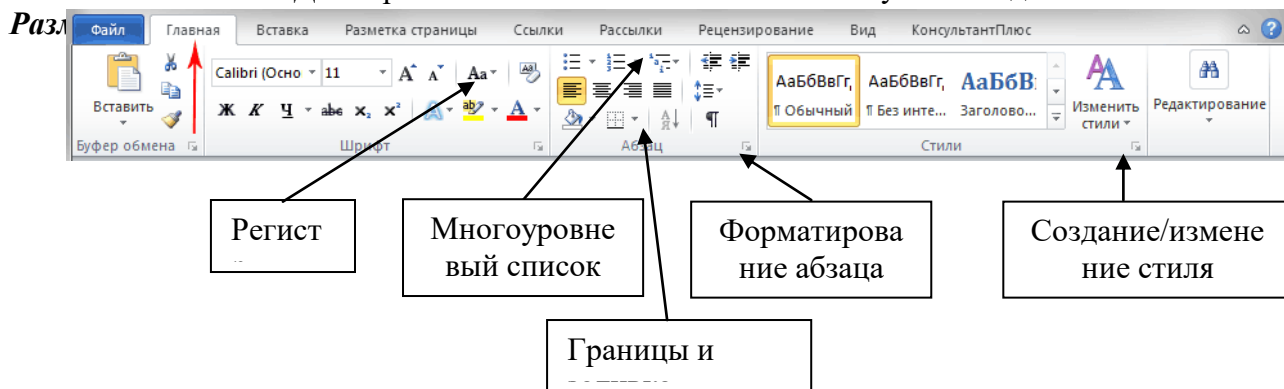 Разм
Файл Главная Вставка Разметка страницы Ссылки Рассылки Рецензирование Вид КонсультантПлюс
Calibri (Осно 11 Aa
АаБбВвГг, АаБбВвГг, АаБбВ
Вставить
Ж К Ч abc x₂ x² A ab A
¶ Обычный ¶ Без инте... Заголово...
Изменить стили
Редактирование
Буфер обмена Шрифт Абзац Стили
Регист
Многоуровне
вый список
Форматирова
ние абзаца
Создание/измене
ние стиля
Границы и